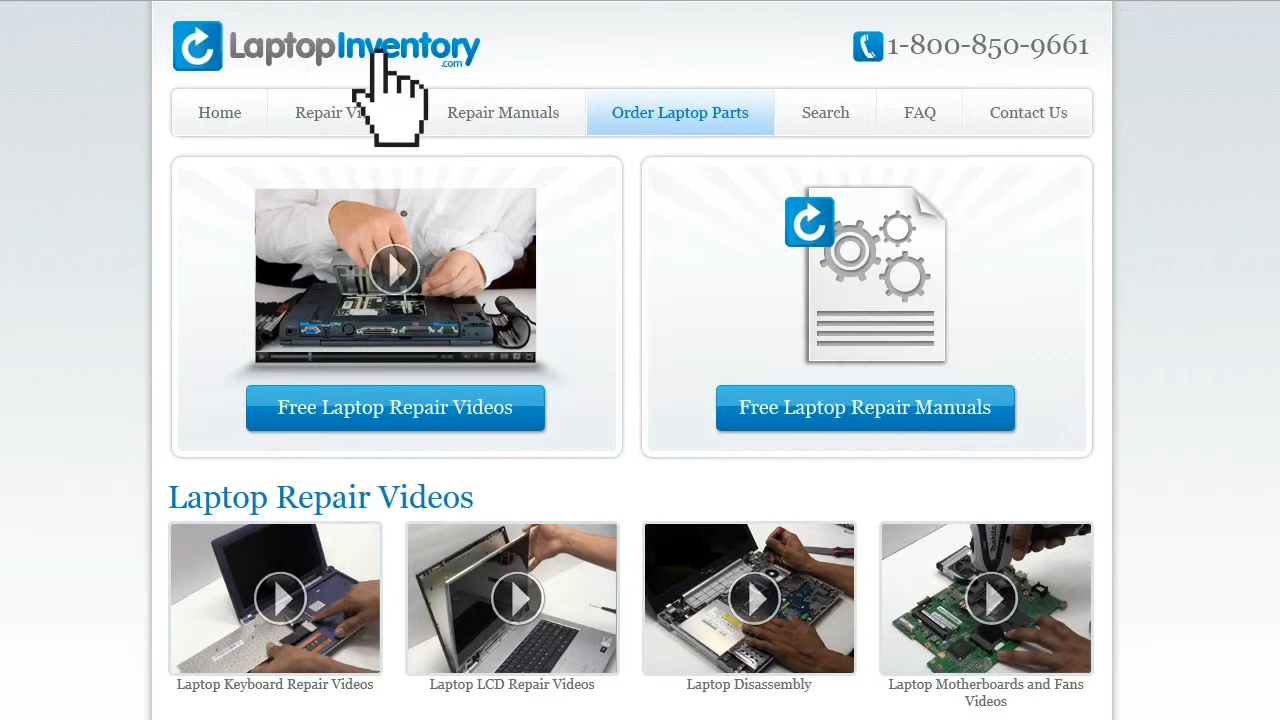 LaptopInventory
.com
1-800-850-9661
Home
Repair Vi
Repair Manuals
Order Laptop Parts
Search
FAQ
Contact Us
Free Laptop Repair Videos
Free Laptop Repair Manuals
Laptop Repair Videos
Laptop Keyboard Repair Videos
Laptop LCD Repair Videos
Laptop Disassembly
Laptop Motherboards and Fans
Videos